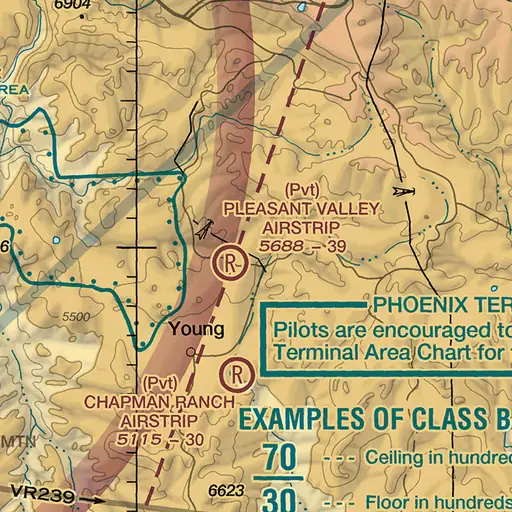 6904
REA
(Pvt)
PLEASANT VALLEY
AIRSTRIP
5688 - 39
R
6
5500
Young
PHOENIX TER
Pilots are encouraged to
Terminal Area Chart for
R
(Pvt)
CHAPMAN RANCH
AIRSTRIP
5115 - 30
MTN
EXAMPLES OF CLASS B
70
--- Ceiling in hundred
30
--- Floor in hundreds
VR239
6623